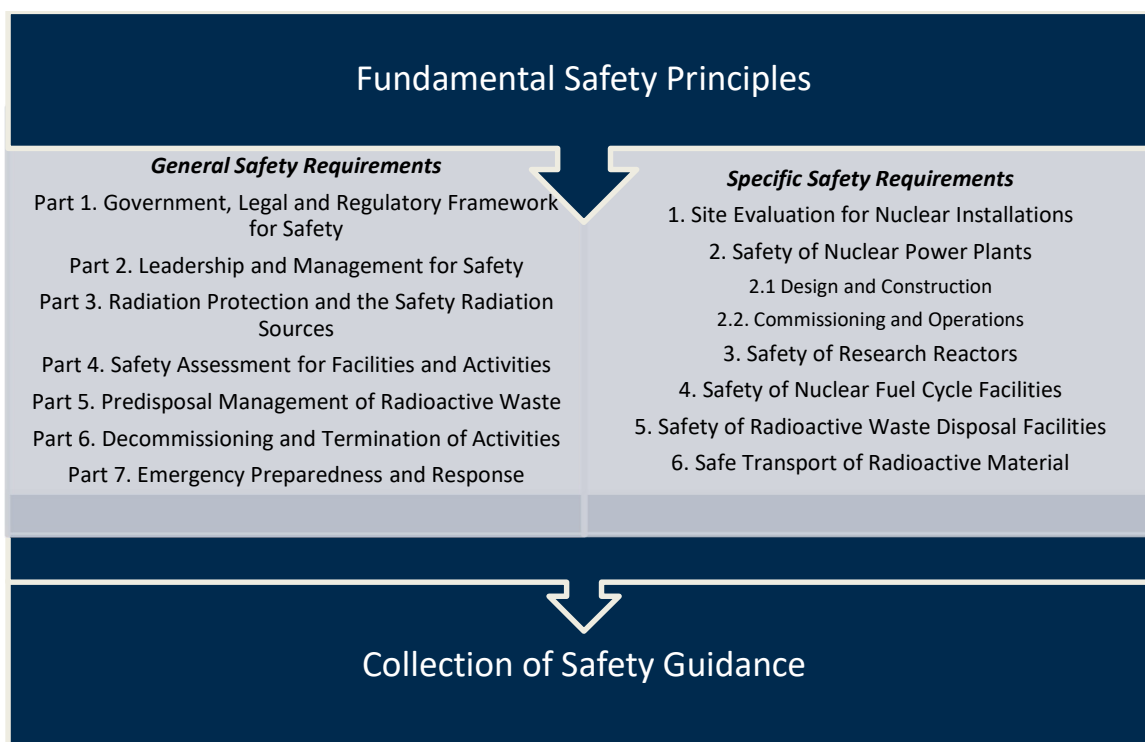 Fundamental Safety Principles
General Safety Requirements
Part 1. Government, Legal and Regulatory Framework
for Safety
Part 2. Leadership and Management for Safety
Part 3. Radiation Protection and the Safety Radiation
Sources
Part 4. Safety Assessment for Facilities and Activities
Part 5. Predisposal Management of Radioactive Waste
Part 6. Decommissioning and Termination of Activities
Part 7. Emergency Preparedness and Response
Specific Safety Requirements
1. Site Evaluation for Nuclear Installations
2. Safety of Nuclear Power Plants
2.1 Design and Construction
2.2. Commissioning and Operations
3. Safety of Research Reactors
4. Safety of Nuclear Fuel Cycle Facilities
5. Safety of Radioactive Waste Disposal Facilities
6. Safe Transport of Radioactive Material
Collection of Safety Guidance